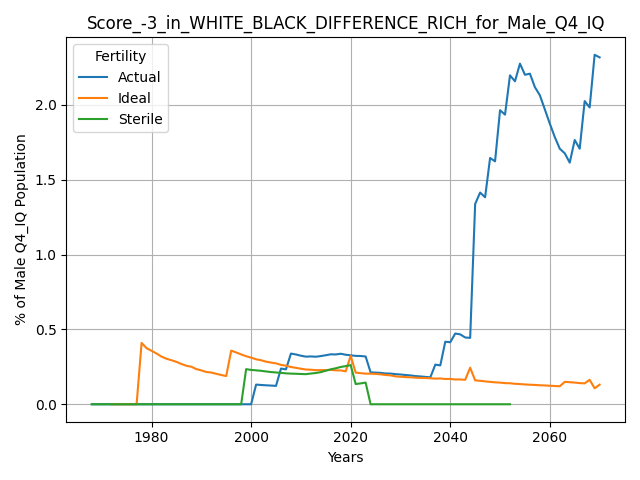 Score_-3_in_WHITE_BLACK_DIFFERENCE_RICH_for_Male_Q4_IQ
Fertility
Actual
Ideal
Sterile
% of Male Q4_IQ Population
2.0
1.5
1.0
0.5
0.0
1980 2000 2020 2040 2060
Years